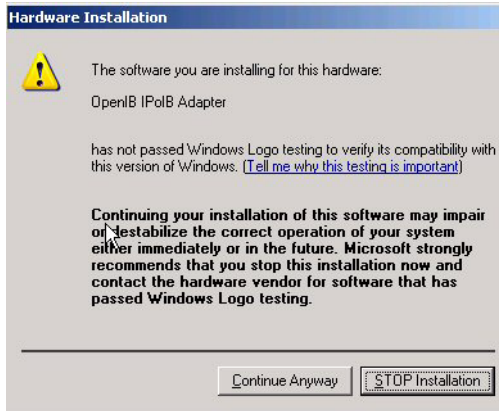 Hardware Installation
The software you are installing for this hardware:
OpenIB IPoIB Adapter
has not passed Windows Logo testing to verify its compatibility with
this version of Windows. (Tell me why this testing is important)
Continuing your installation of this software may impair
or destabilize the correct operation of your system
either immediately or in the future. Microsoft strongly
recommends that you stop this installation now and
contact the hardware vendor for software that has
passed Windows Logo testing.
Continue Anyway
STOP Installation